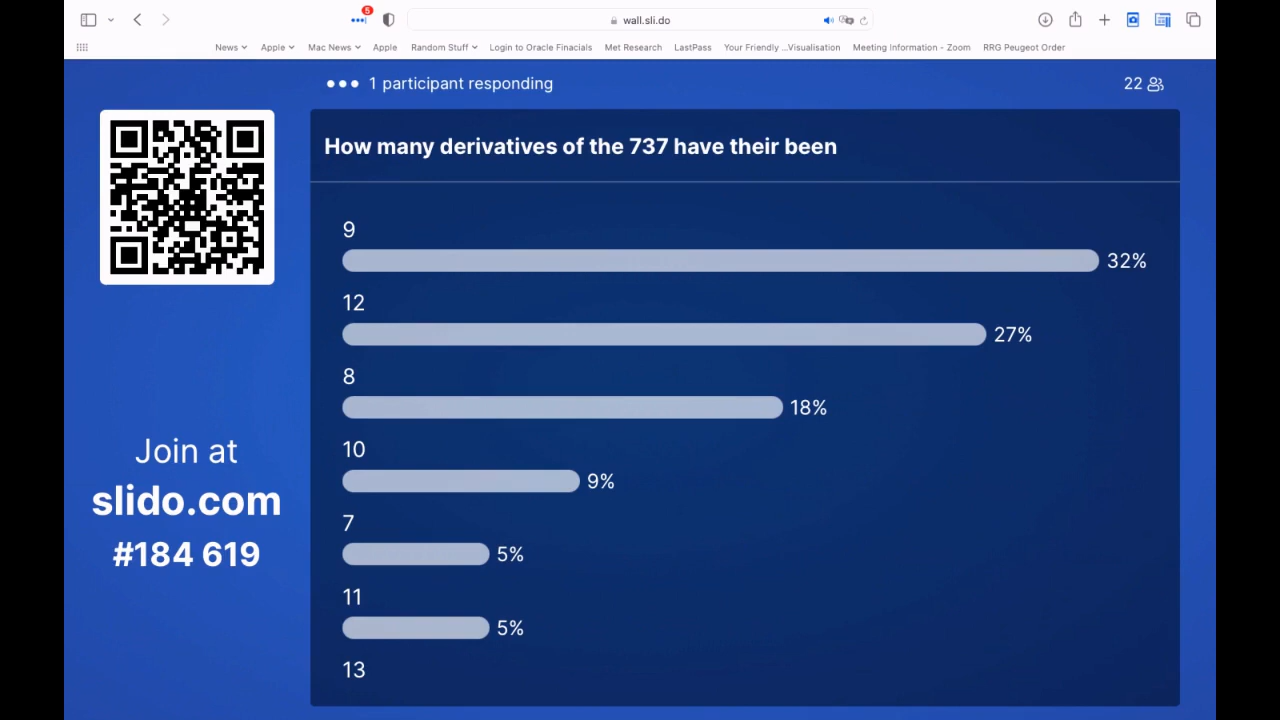 5
wall.sli.do
News Apple Mac News Apple Random Stuff Login to Oracle Finacials Met Research LastPass Your Friendly ...Visualisation Meeting Information - Zoom RRG Peugeot Order
1 participant responding
22
How many derivatives of the 737 have their been
9
32%
12
27%
8
18%
10
9%
7
5%
11
5%
13
Join at
slido.com
#184 619